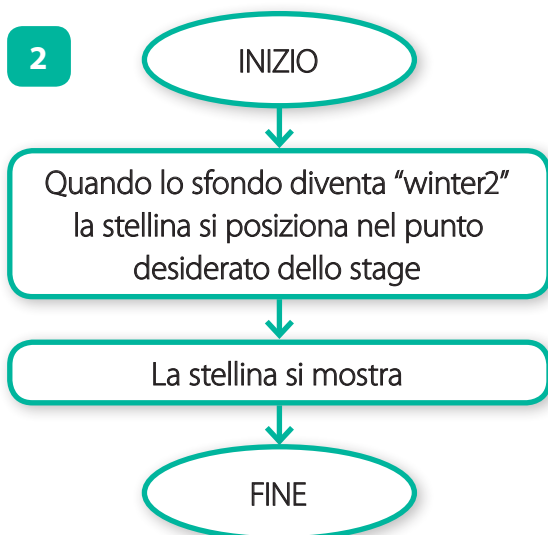 2
INIZIO
Quando lo sfondo diventa “winter2”
la stellina si posiziona nel punto
desiderato dello stage
La stellina si mostra
FINE